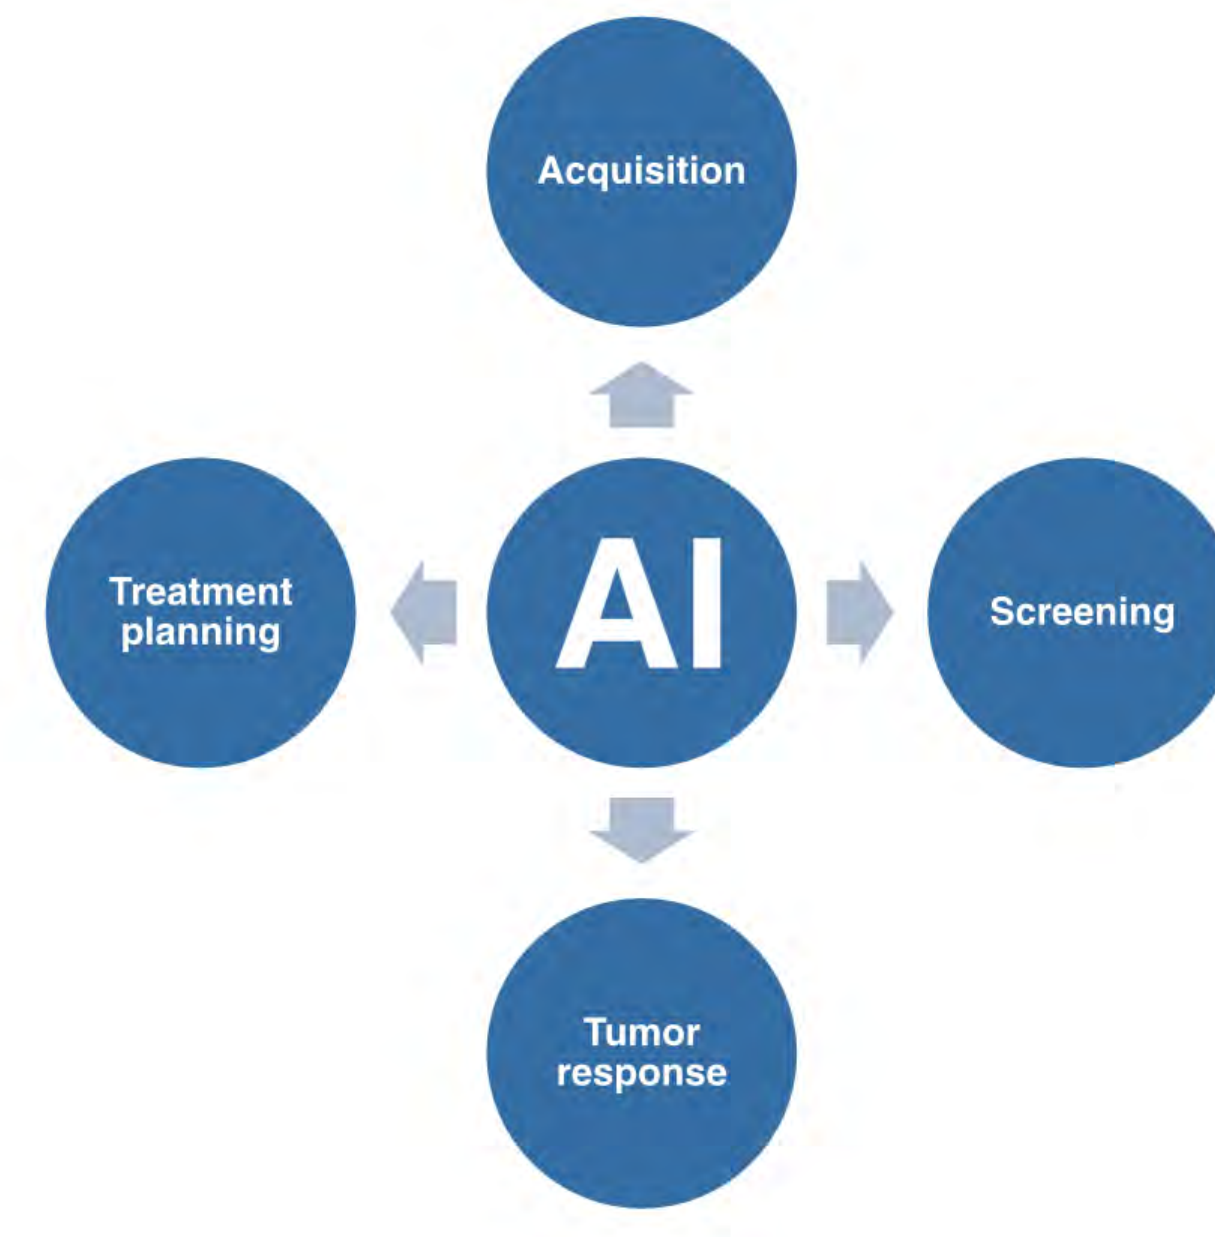 Acquisition
Treatment
planning
AI
Screening
Tumor
response